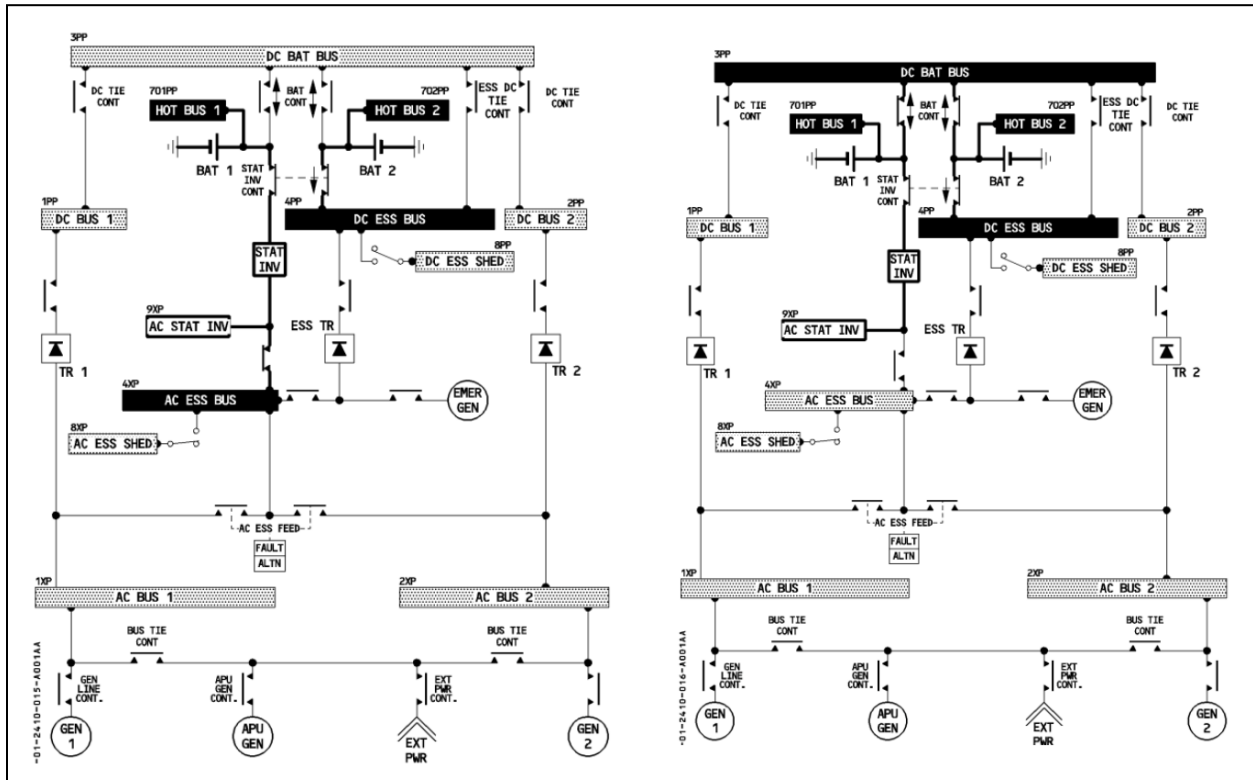 3PP
DC BAT BUS
DC TIE
CONT
701PP
HOT BUS 1
BAT
CONT
702PP
HOT BUS 2
ESS DC
TIE
CONT
DC TIE
CONT
BAT 1
STAT
INV
CONT
BAT 2
1PP
DC BUS 1
4PP
DC ESS BUS
2PP
DC BUS 2
8PP
DC ESS SHED
STAT
INV
9XP
AC STAT INV
ESS TR
TR 1
TR 2
4XP
AC ESS BUS
EMER
GEN
8XP
AC ESS SHED
AC ESS FEED
FAULT
ALTN
1XP
AC BUS 1
2XP
AC BUS 2
BUS TIE
CONT
BUS TIE
CONT
GEN
LINE
CONT.
APU
GEN
CONT.
EXT
PWR
CONT.
GEN
1
APU
GEN
EXT
PWR
GEN
2
-01-2410-015-A001AA
3PP
DC BAT BUS
DC TIE
CONT
701PP
HOT BUS 1
BAT
CONT
702PP
HOT BUS 2
ESS DC
TIE
CONT
DC TIE
CONT
BAT 1
STAT
INV
CONT
BAT 2
1PP
DC BUS 1
4PP
DC ESS BUS
2PP
DC BUS 2
8PP
DC ESS SHED
STAT
INV
9XP
AC STAT INV
ESS TR
TR 1
TR 2
4XP
AC ESS BUS
EMER
GEN
8XP
AC ESS SHED
AC ESS FEED
FAULT
ALTN
1XP
AC BUS 1
2XP
AC BUS 2
BUS TIE
CONT
BUS TIE
CONT
GEN
LINE
CONT.
APU
GEN
CONT.
EXT
PWR
CONT.
GEN
1
APU
GEN
EXT
PWR
GEN
2
-01-2410-016-A001AA